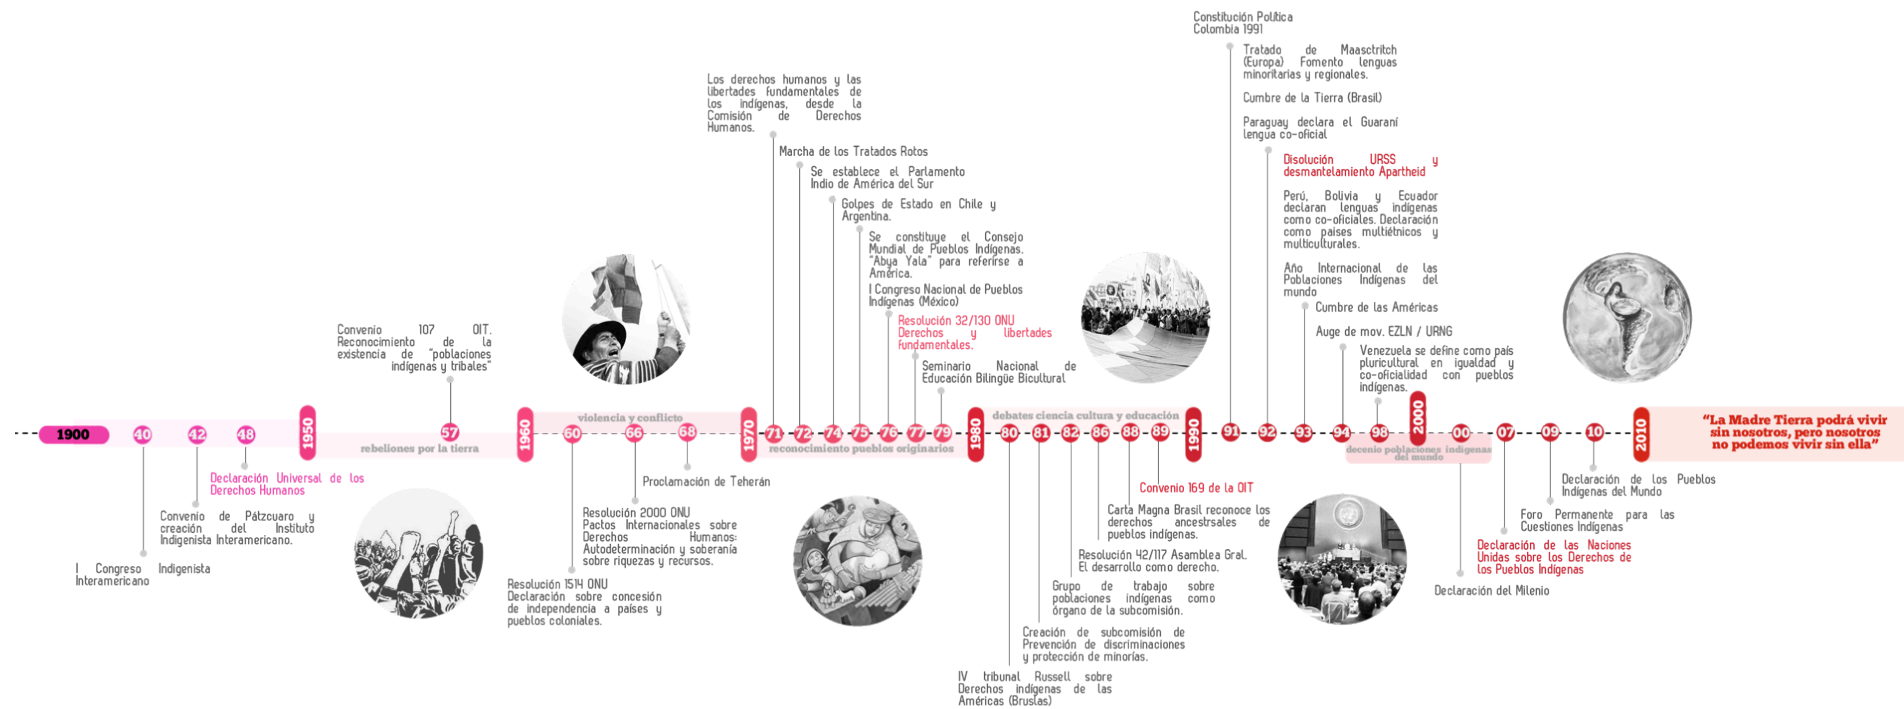 1900
40
I Congreso Indigenista
Interamericano
42
Convenio de Pátzcuaro y
creación del Instituto
Indigenista Interamericano.
48
Declaración Universal de los
Derechos Humanos
1950
rebeliones por la tierra
Convenio 107 OIT.
Reconocimiento de la
existencia de "poblaciones
indígenas y tribales"
57
1960
violencia y conflicto
60
Resolución 1514 ONU
Declaración sobre concesión
de independencia a países y
pueblos coloniales.
66
Resolución 2000 ONU
Pactos Internacionales sobre
Derechos Humanos:
Autodeterminación y soberanía
sobre riquezas y recursos.
68
Proclamación de Teherán
1970
reconocimiento pueblos originarios
Los derechos humanos y las
libertades fundamentales de
los indígenas, desde la
Comisión de Derechos
Humanos.
71
Marcha de los Tratados Rotos
72
Se establece el Parlamento
Indio de América del Sur
74
Golpes de Estado en Chile y
Argentina.
75
Se constituye el Consejo
Mundial de Pueblos Indígenas.
"Abya Yala" para referirse a
América.
I Congreso Nacional de Pueblos
Indígenas (México)
76
Resolución 32/130 ONU
Derechos y libertades
fundamentales.
77
Seminario Nacional de
Educación Bilingüe Bicultural
79
1980
debates ciencia cultura y educación
80
IV tribunal Russell sobre
Derechos indígenas de las
Américas (Bruslas)
81
Creación de subcomisión de
Prevención de discriminaciones
y protección de minorías.
82
Grupo de trabajo sobre
poblaciones indígenas como
órgano de la subcomisión.
86
Resolución 42/117 Asamblea Gral.
El desarrollo como derecho.
88
Carta Magna Brasil reconoce los
derechos ancestrsales de
pueblos indígenas.
89
Convenio 169 de la OIT
1990
Constitución Política
Colombia 1991
91
Tratado de Maasctritch
(Europa) Fomento lenguas
minoritarias y regionales.
Cumbre de la Tierra (Brasil)
Paraguay declara el Guaraní
lengua co-oficial
92
Disolución URSS y
desmantelamiento Apartheid
Perú, Bolivia y Ecuador
declaran lenguas indígenas
como co-oficiales. Declaración
como paises multiétnicos y
multiculturales.
Año Internacional de las
Poblaciones Indígenas del
mundo
93
Cumbre de las Américas
Auge de mov. EZLN / URNG
94
Venezuela se define como país
pluricultural en igualdad y
co-oficialidad con pueblos
indígenas.
98
decenio poblaciones indígenas
del mundo
2000
00
Declaración del Milenio
07
Declaración de las Naciones
Unidas sobre los Derechos de
los Pueblos Indígenas
09
Foro Permanente para las
Cuestiones Indígenas
10
Declaración de los Pueblos
Indígenas del Mundo
2010
"La Madre Tierra podrá vivir
sin nosotros, pero nosotros
no podemos vivir sin ella"